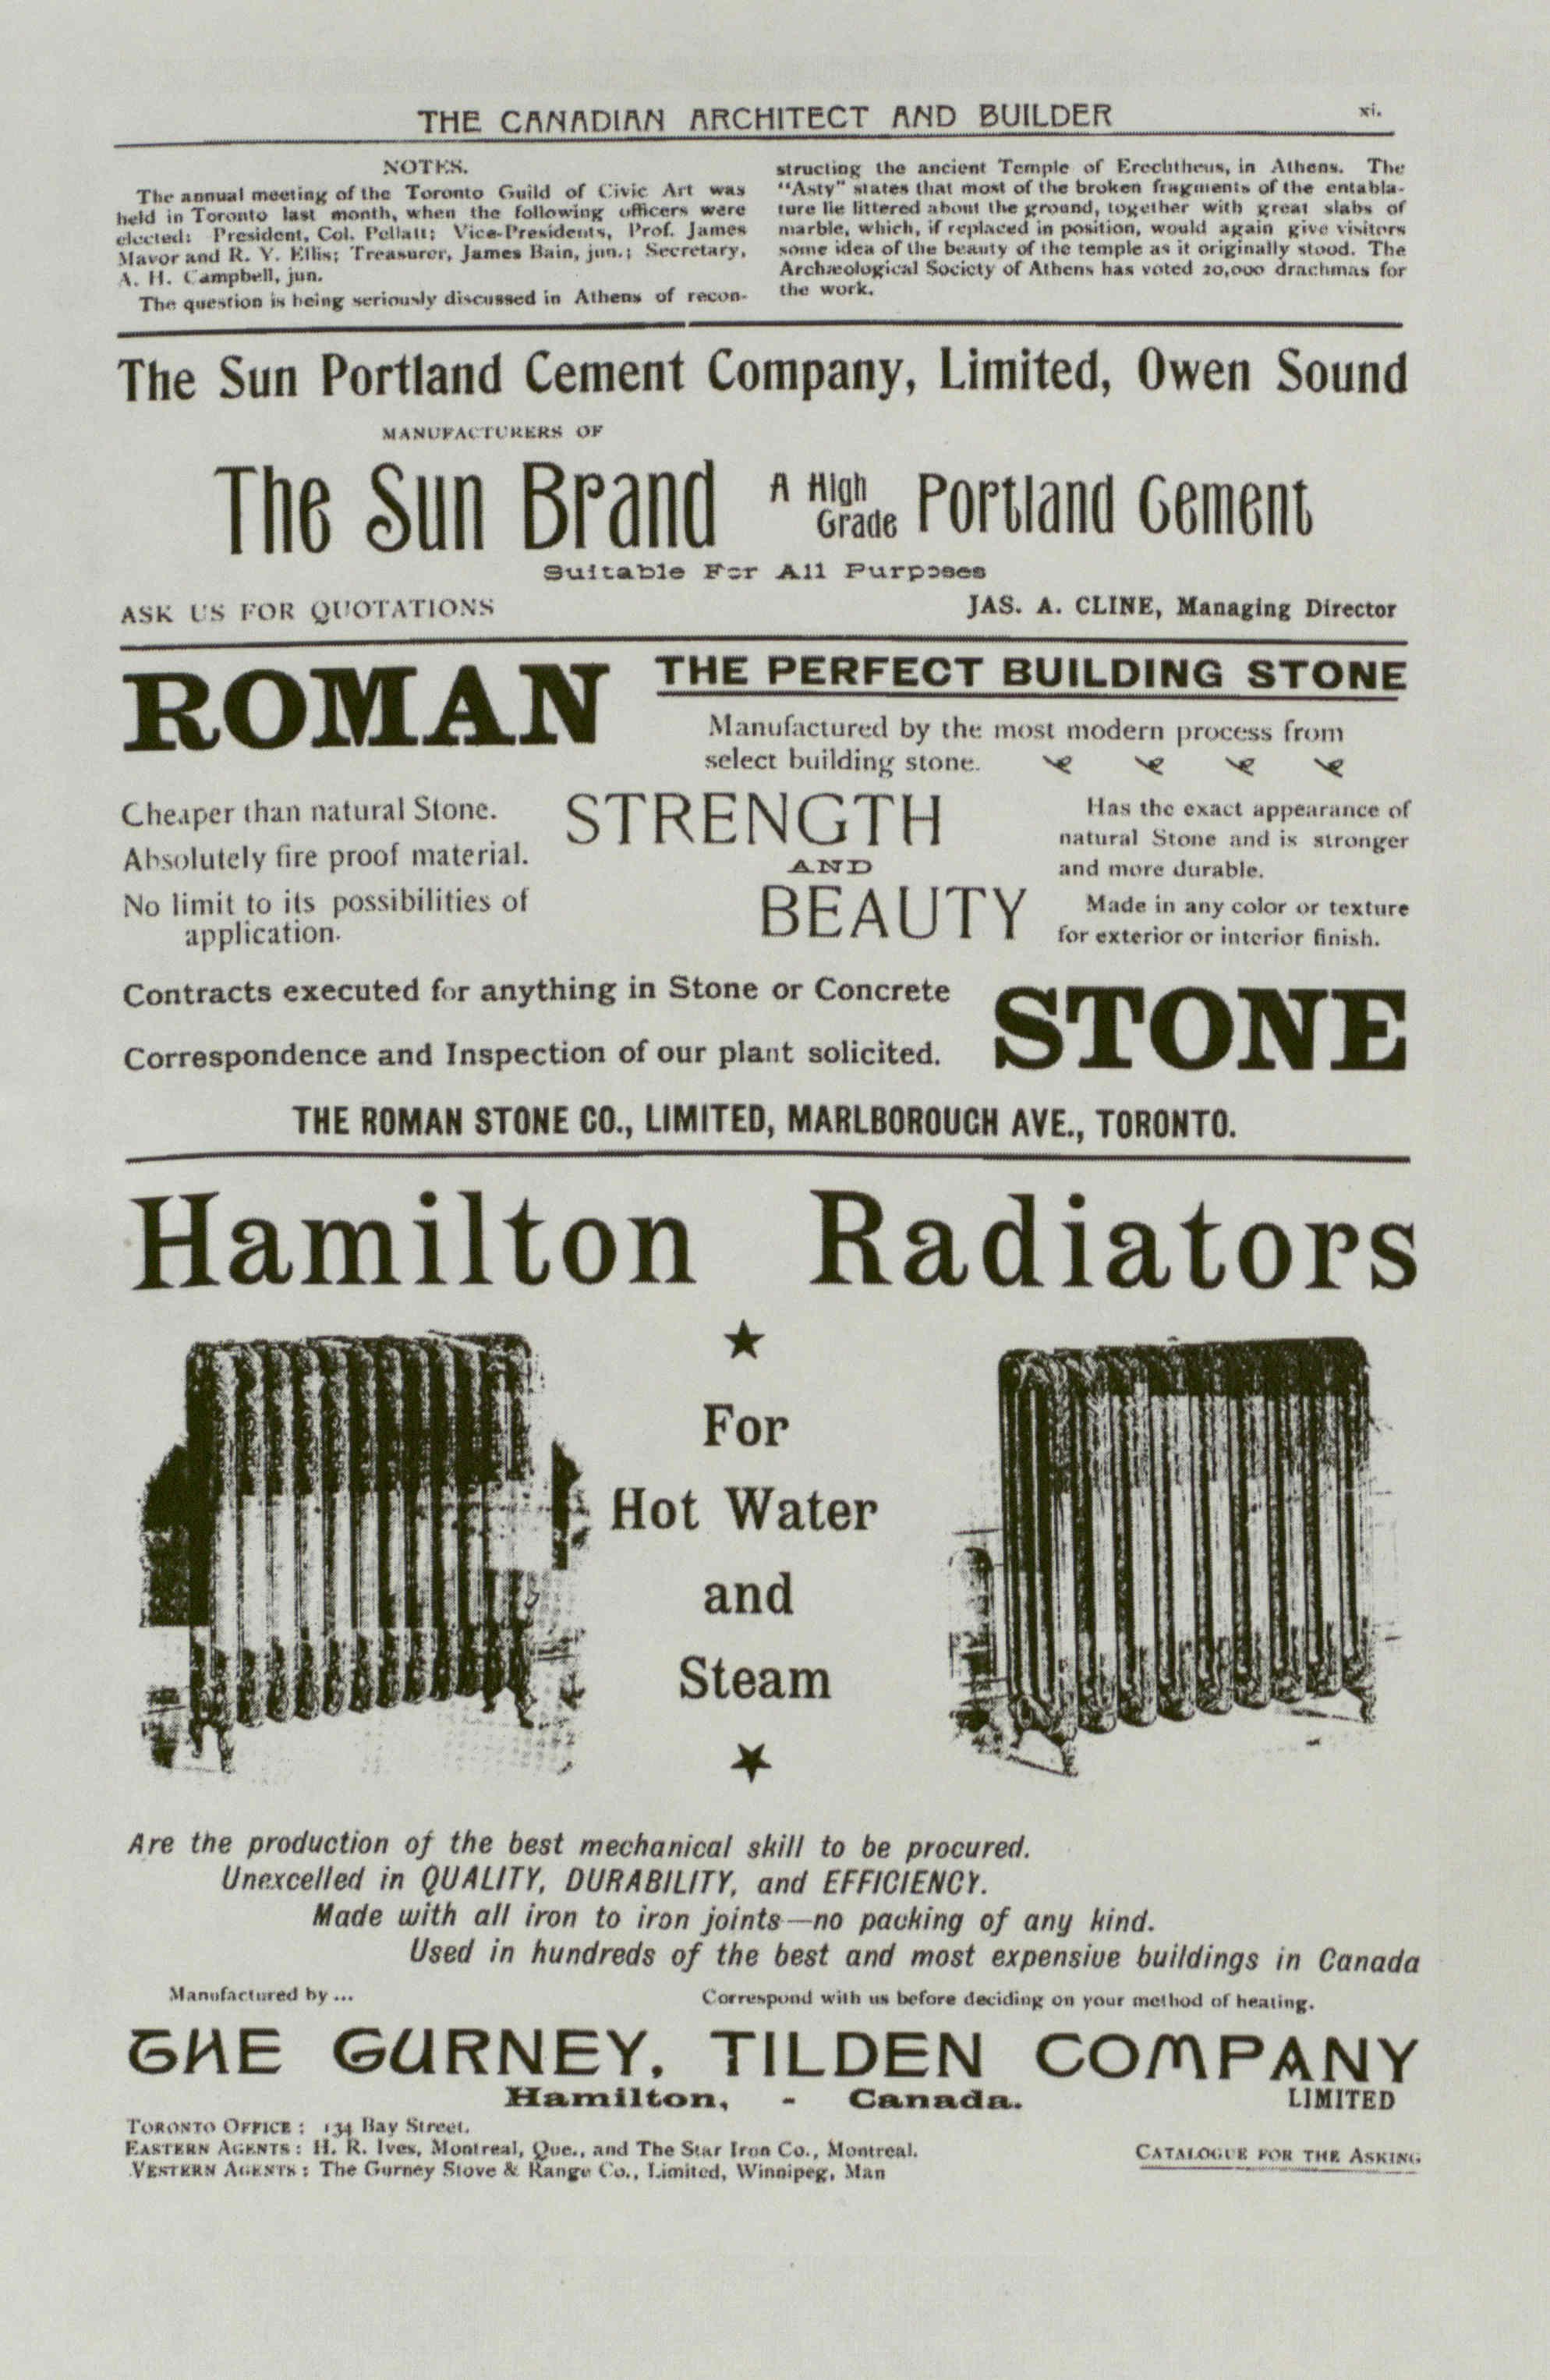 THE CANADIAN ARCHITECT AND BUILDER
xi.
NOTES.
The annual meeting of the Toronto Guild of Civic Art was
held in Toronto last month, when the following officers were
elected: President, Col. Pellatt; Vice-Presidents, Prof. James
Mavor and R. Y. Ellis; Treasurer, James Bain, jun.; Secretary,
A. H. Campbell, jun.
The question is being seriously discussed in Athens of recon-
structing the ancient Temple of Erechtheus, in Athens. The
"Asty" states that most of the broken fragments of the entabla-
ture lie littered about the ground, together with great slabs of
marble, which, if replaced in position, would again give visitors
some idea of the beauty of the temple as it originally stood. The
Archæological Society of Athens has voted 20,000 drachmas for
the work.
The Sun Portland Cement Company, Limited, Owen Sound
MANUFACTURERS OF
The Sun Brand A High Grade Portland Cement
Suitable For All Purposes
ASK US FOR QUOTATIONS
JAS. A. CLINE, Managing Director
ROMAN
THE PERFECT BUILDING STONE
Manufactured by the most modern process from
select building stone.
Cheaper than natural Stone.
Absolutely fire proof material.
No limit to its possibilities of
application.
STRENGTH
AND
BEAUTY
Has the exact appearance of
natural Stone and is stronger
and more durable.
Made in any color or texture
for exterior or interior finish.
Contracts executed for anything in Stone or Concrete
Correspondence and Inspection of our plant solicited.
STONE
THE ROMAN STONE CO., LIMITED, MARLBOROUGH AVE., TORONTO.
Hamilton Radiators
For
Hot Water
and
Steam
Are the production of the best mechanical skill to be procured.
Unexcelled in QUALITY, DURABILITY, and EFFICIENCY.
Made with all iron to iron joints—no packing of any kind.
Used in hundreds of the best and most expensive buildings in Canada
Manufactured by ...
Correspond with us before deciding on your method of heating.
THE GURNEY, TILDEN COMPANY
Hamilton, - Canada.
LIMITED
TORONTO OFFICE : 134 Bay Street.
EASTERN AGENTS : H. R. Ives, Montreal, Que., and The Star Iron Co., Montreal.
WESTERN AGENTS : The Gurney Stove & Range Co., Limited, Winnipeg, Man
CATALOGUE FOR THE ASKING